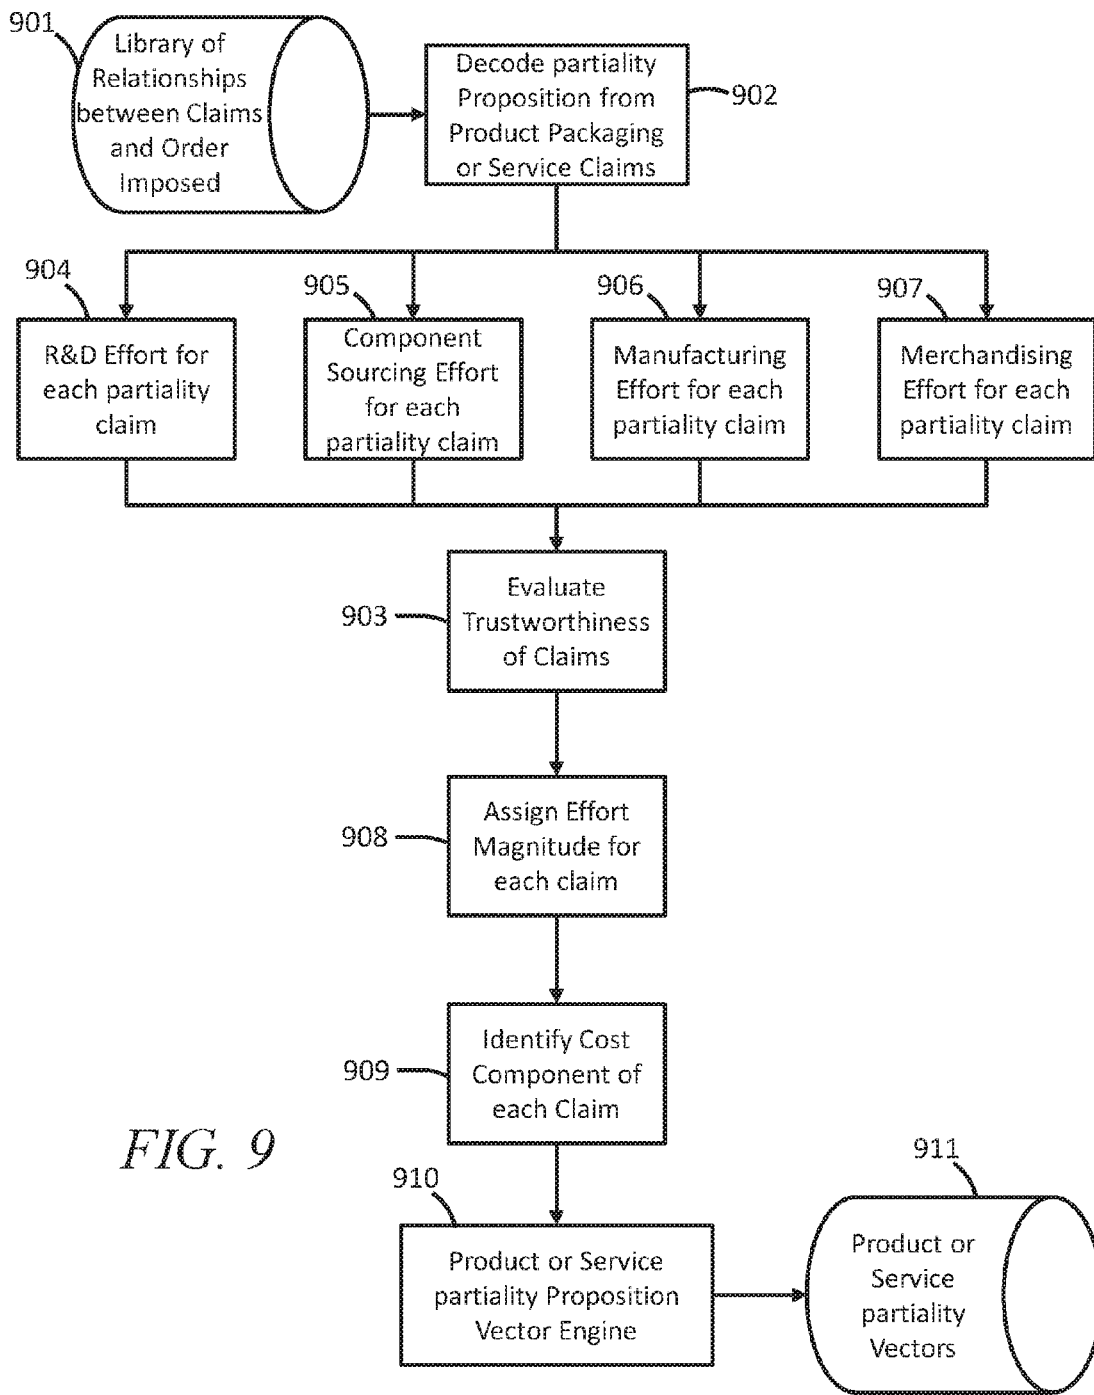 901
Library of
Relationships
between Claims
and Order
Imposed
Decode partiality
Proposition from
Product Packaging
or Service Claims
902
904
R&D Effort for
each partiality
claim
905
Component
Sourcing Effort
for each
partiality claim
906
Manufacturing
Effort for each
partiality claim
907
Merchandising
Effort for each
partiality claim
903
Evaluate
Trustworthiness
of Claims
908
Assign Effort
Magnitude for
each claim
909
Identify Cost
Component of
each Claim
FIG. 9
910
Product or Service
partiality Proposition
Vector Engine
911
Product or
Service
partiality
Vectors